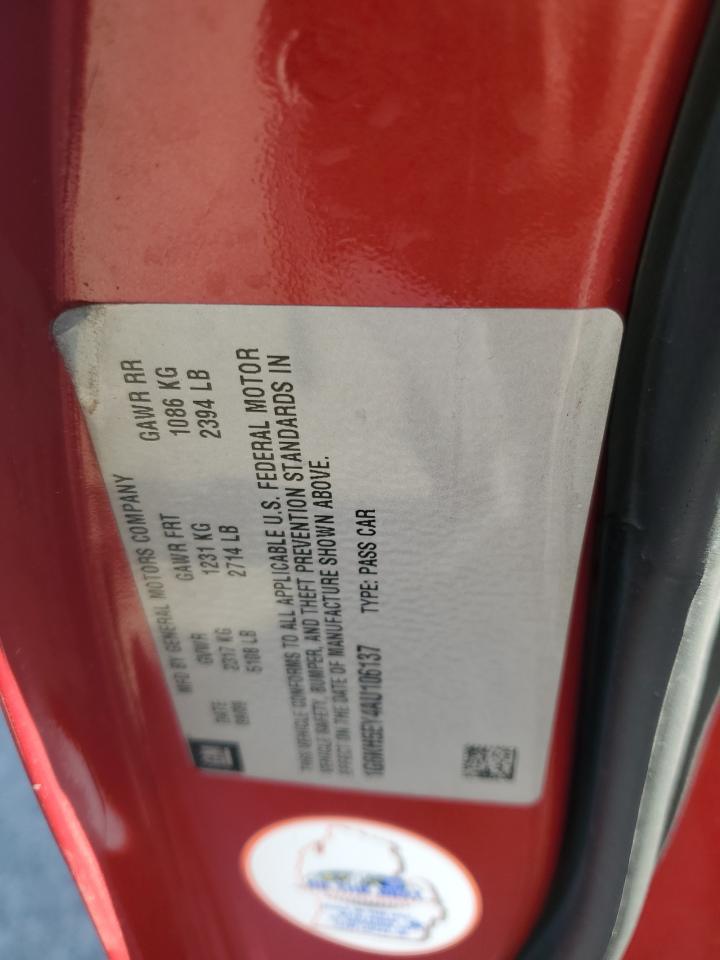 GM
MFD BY GENERAL MOTORS COMPANY
DATE GVWR GAWR FRT GAWR RR
2317 KG 1231 KG 1086 KG
5108 LB 2714 LB 2394 LB
THIS VEHICLE CONFORMS TO ALL APPLICABLE U.S. FEDERAL MOTOR
VEHICLE SAFETY, BUMPER, AND THEFT PREVENTION STANDARDS IN
EFFECT ON THE DATE OF MANUFACTURE SHOWN ABOVE.
TYPE: PASS CAR